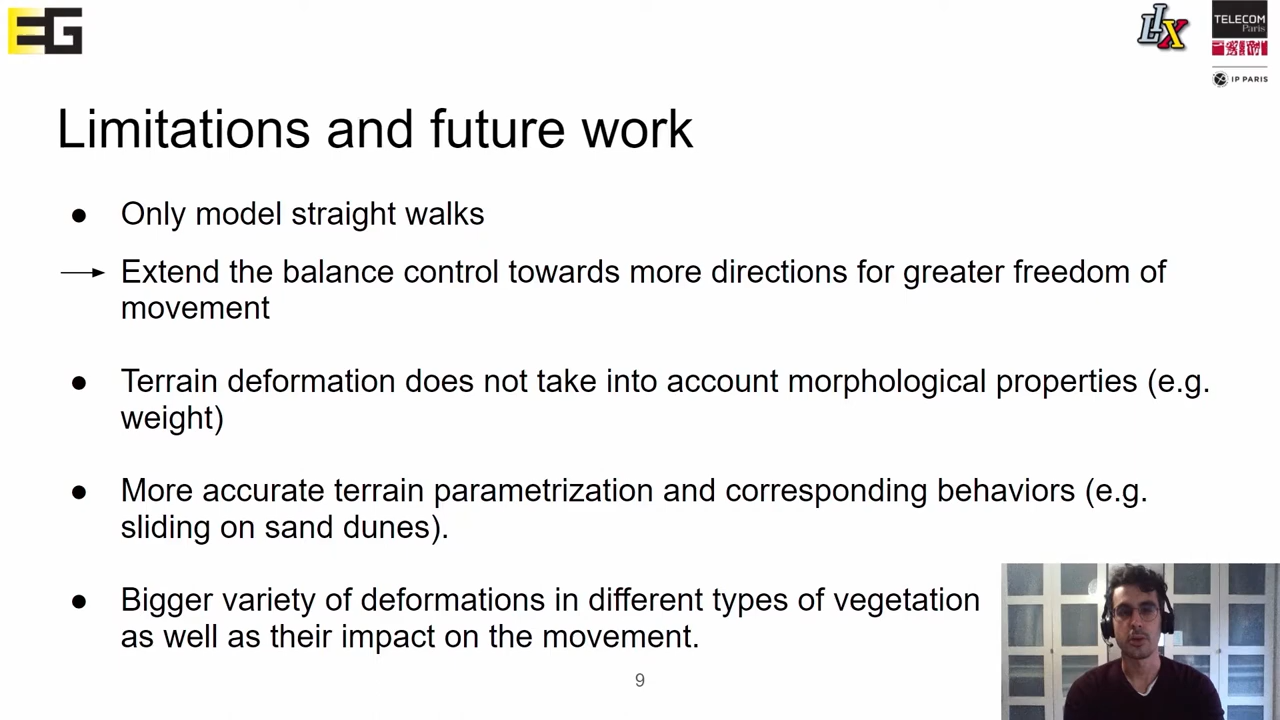 EG
LIX
TELECOM
Paris
IP PARIS
Limitations and future work
● Only model straight walks
Extend the balance control towards more directions for greater freedom of
movement
● Terrain deformation does not take into account morphological properties (e.g.
weight)
● More accurate terrain parametrization and corresponding behaviors (e.g.
sliding on sand dunes).
● Bigger variety of deformations in different types of vegetation
as well as their impact on the movement.
9